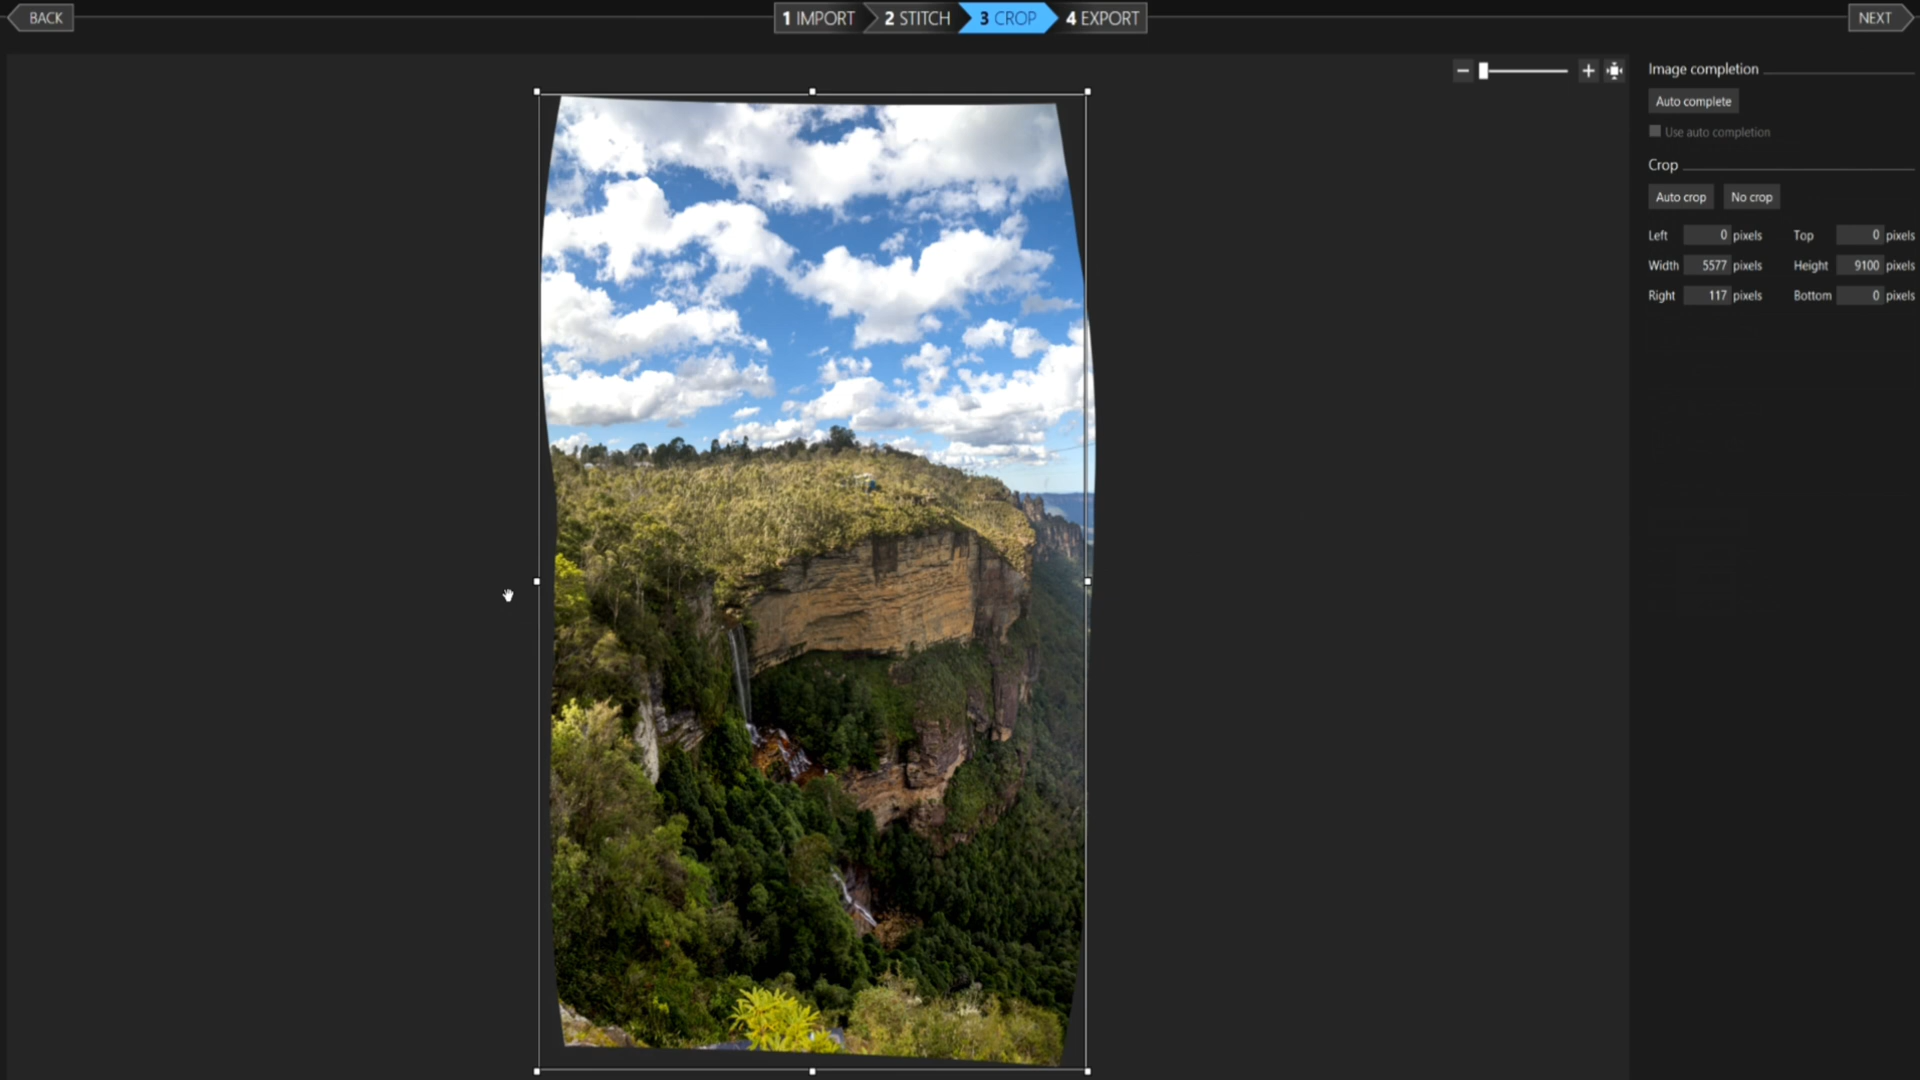 BACK
1 IMPORT
2 STITCH
3 CROP
4 EXPORT
NEXT
Image completion
Auto complete
Use auto completion
Crop
Auto crop No crop
Left 0 pixels Top 0 pixels
Width 5577 pixels Height 9100 pixels
Right 117 pixels Bottom 0 pixels